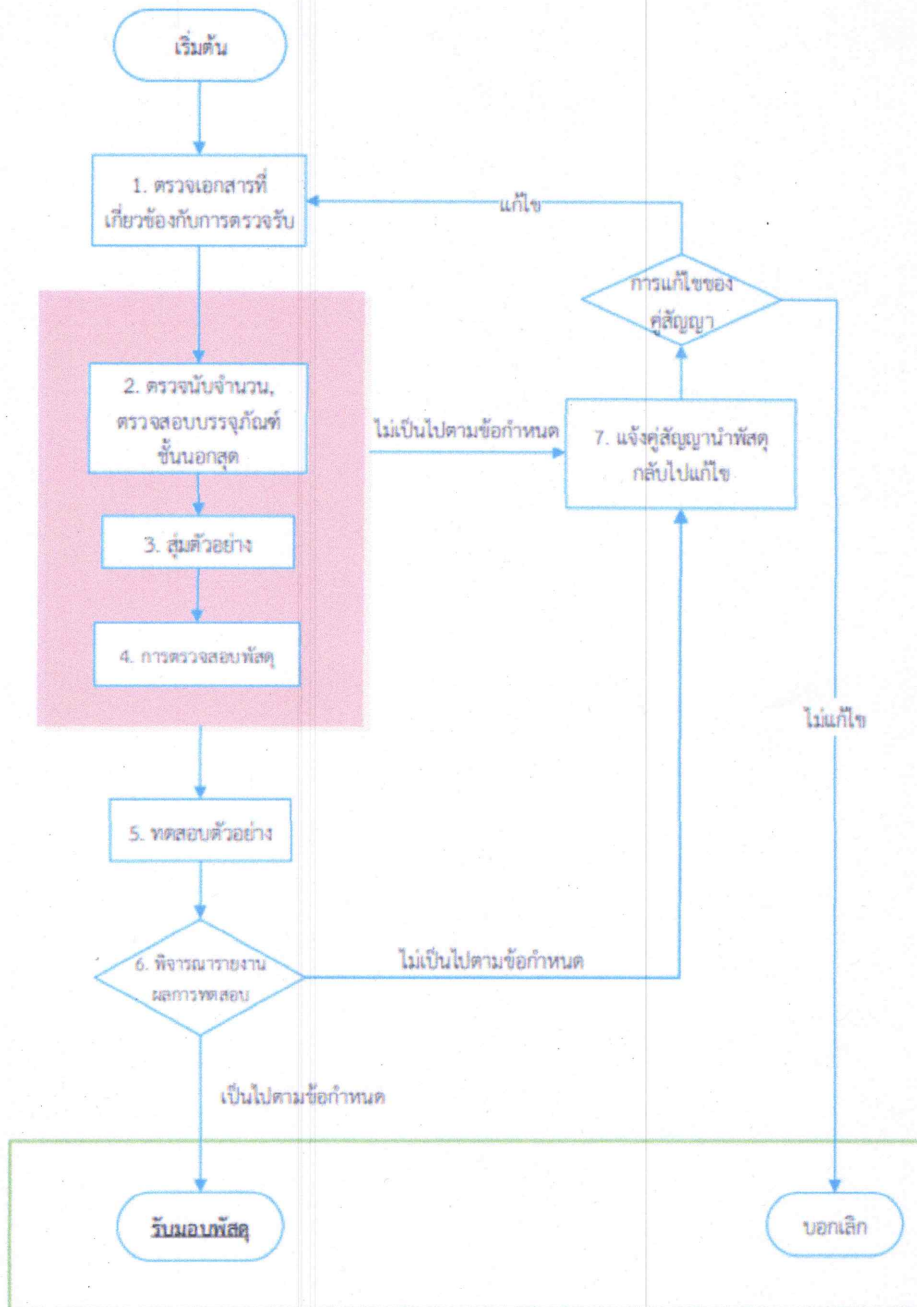 เริ่มต้น
1. ตรวจเอกสารที่
เกี่ยวข้องกับการตรวจรับ
แก้ไข
การแก้ไขของ
คู่สัญญา
2. ตรวจนับจำนวน,
ตรวจสอบบรรจุภัณฑ์
ชั้นนอกสุด
ไม่เป็นไปตามข้อกำหนด
7. แจ้งคู่สัญญานำพัสดุ
กลับไปแก้ไข
3. สุ่มตัวอย่าง
4. การตรวจสอบพัสดุ
ไม่แก้ไข
5. ทดสอบตัวอย่าง
6. พิจารณารายงาน
ผลการทดสอบ
ไม่เป็นไปตามข้อกำหนด
เป็นไปตามข้อกำหนด
รับมอบพัสดุ
บอกเลิก